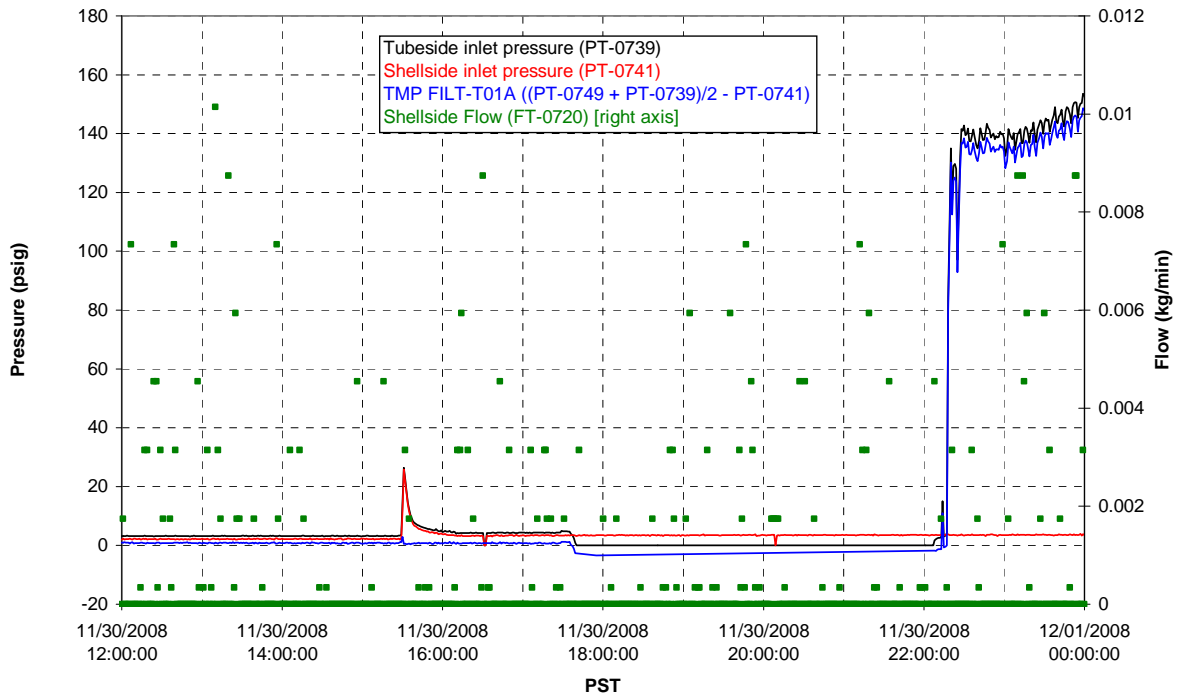 180
160
140
120
100
80
60
40
20
0
-20
Pressure (psig)
Tubeside inlet pressure (PT-0739)
Shellside inlet pressure (PT-0741)
TMP FILT-T01A ((PT-0749 + PT-0739)/2 - PT-0741)
Shellside Flow (FT-0720) [right axis]
0.012
0.01
0.008
0.006
0.004
0.002
0
Flow (kg/min)
11/30/2008 11/30/2008 11/30/2008 11/30/2008 11/30/2008 11/30/2008 12/01/2008
12:00:00 14:00:00 16:00:00 18:00:00 20:00:00 22:00:00 00:00:00
PST